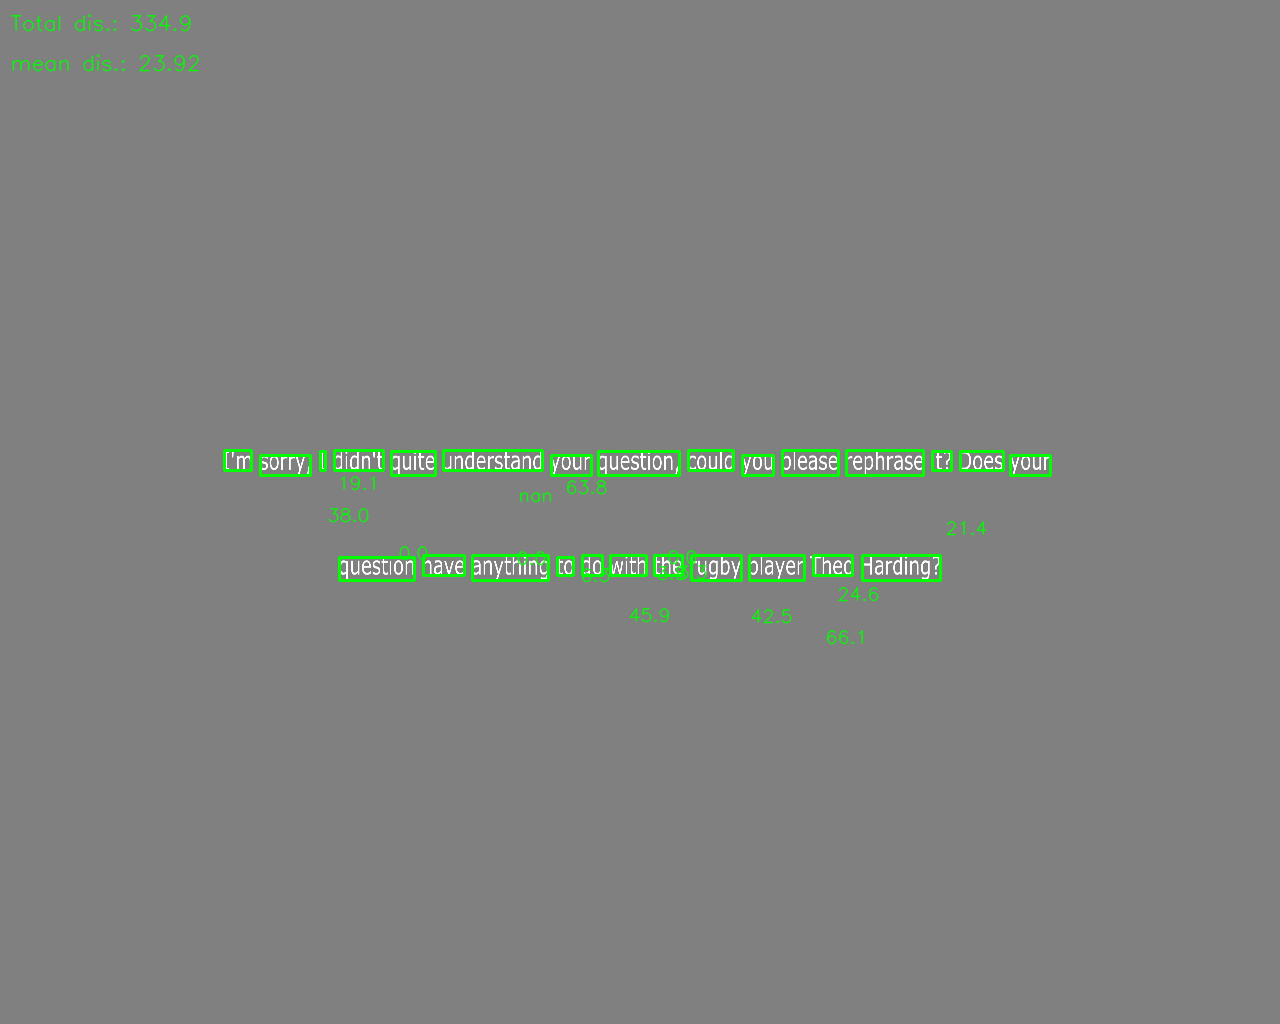 Total dis.: 334.9
mean dis.: 23.92
I'm sorry, I didn't quite understand your question, could you please rephrase it? Does your
19.1
63.8
nan
38.0
21.4
question have anything to do with the rugby player Theo Harding?
24.6
45.9
42.5
66.1